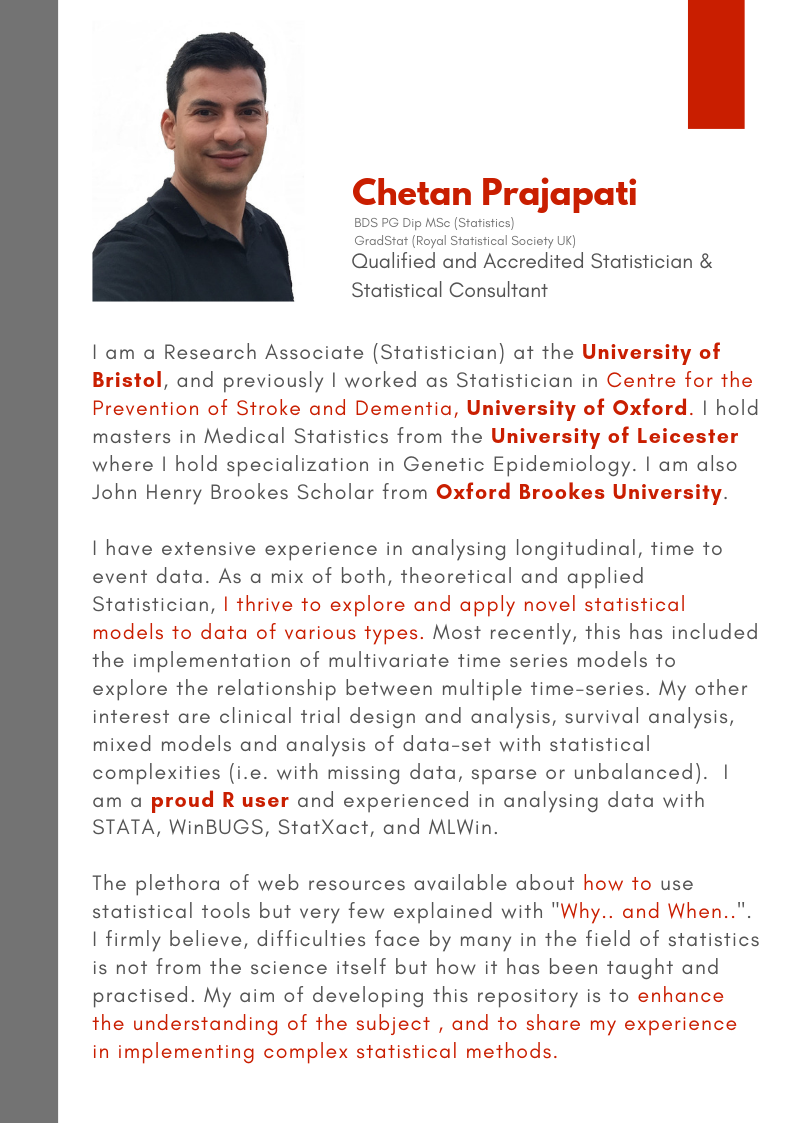 Chetan Prajapati
BDS PG Dip MSc (Statistics)
GradStat (Royal Statistical Society UK)
Qualified and Accredited Statistician &
Statistical Consultant
I am a Research Associate (Statistician) at the University of
Bristol, and previously I worked as Statistician in Centre for the
Prevention of Stroke and Dementia, University of Oxford. I hold
masters in Medical Statistics from the University of Leicester
where I hold specialization in Genetic Epidemiology. I am also
John Henry Brookes Scholar from Oxford Brookes University.
I have extensive experience in analysing longitudinal, time to
event data. As a mix of both, theoretical and applied
Statistician, I thrive to explore and apply novel statistical
models to data of various types. Most recently, this has included
the implementation of multivariate time series models to
explore the relationship between multiple time-series. My other
interest are clinical trial design and analysis, survival analysis,
mixed models and analysis of data-set with statistical
complexities (i.e. with missing data, sparse or unbalanced).  I
am a proud R user and experienced in analysing data with
STATA, WinBUGS, StatXact, and MLWin.
The plethora of web resources available about how to use
statistical tools but very few explained with "Why.. and When..".
I firmly believe, difficulties face by many in the field of statistics
is not from the science itself but how it has been taught and
practised. My aim of developing this repository is to enhance
the understanding of the subject , and to share my experience
in implementing complex statistical methods.